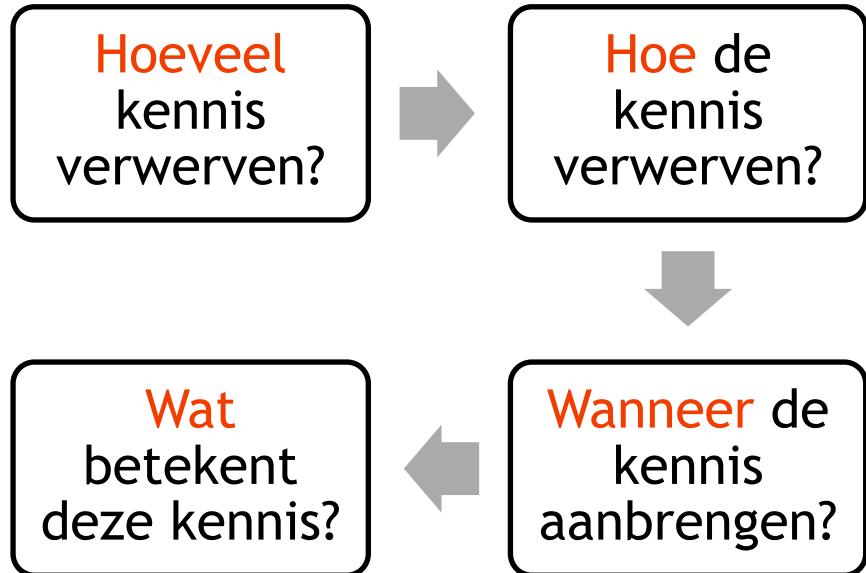 Hoeveel
kennis
verwerven?
Hoe de
kennis
verwerven?
Wanneer de
kennis
aanbrengen?
Wat
betekent
deze kennis?